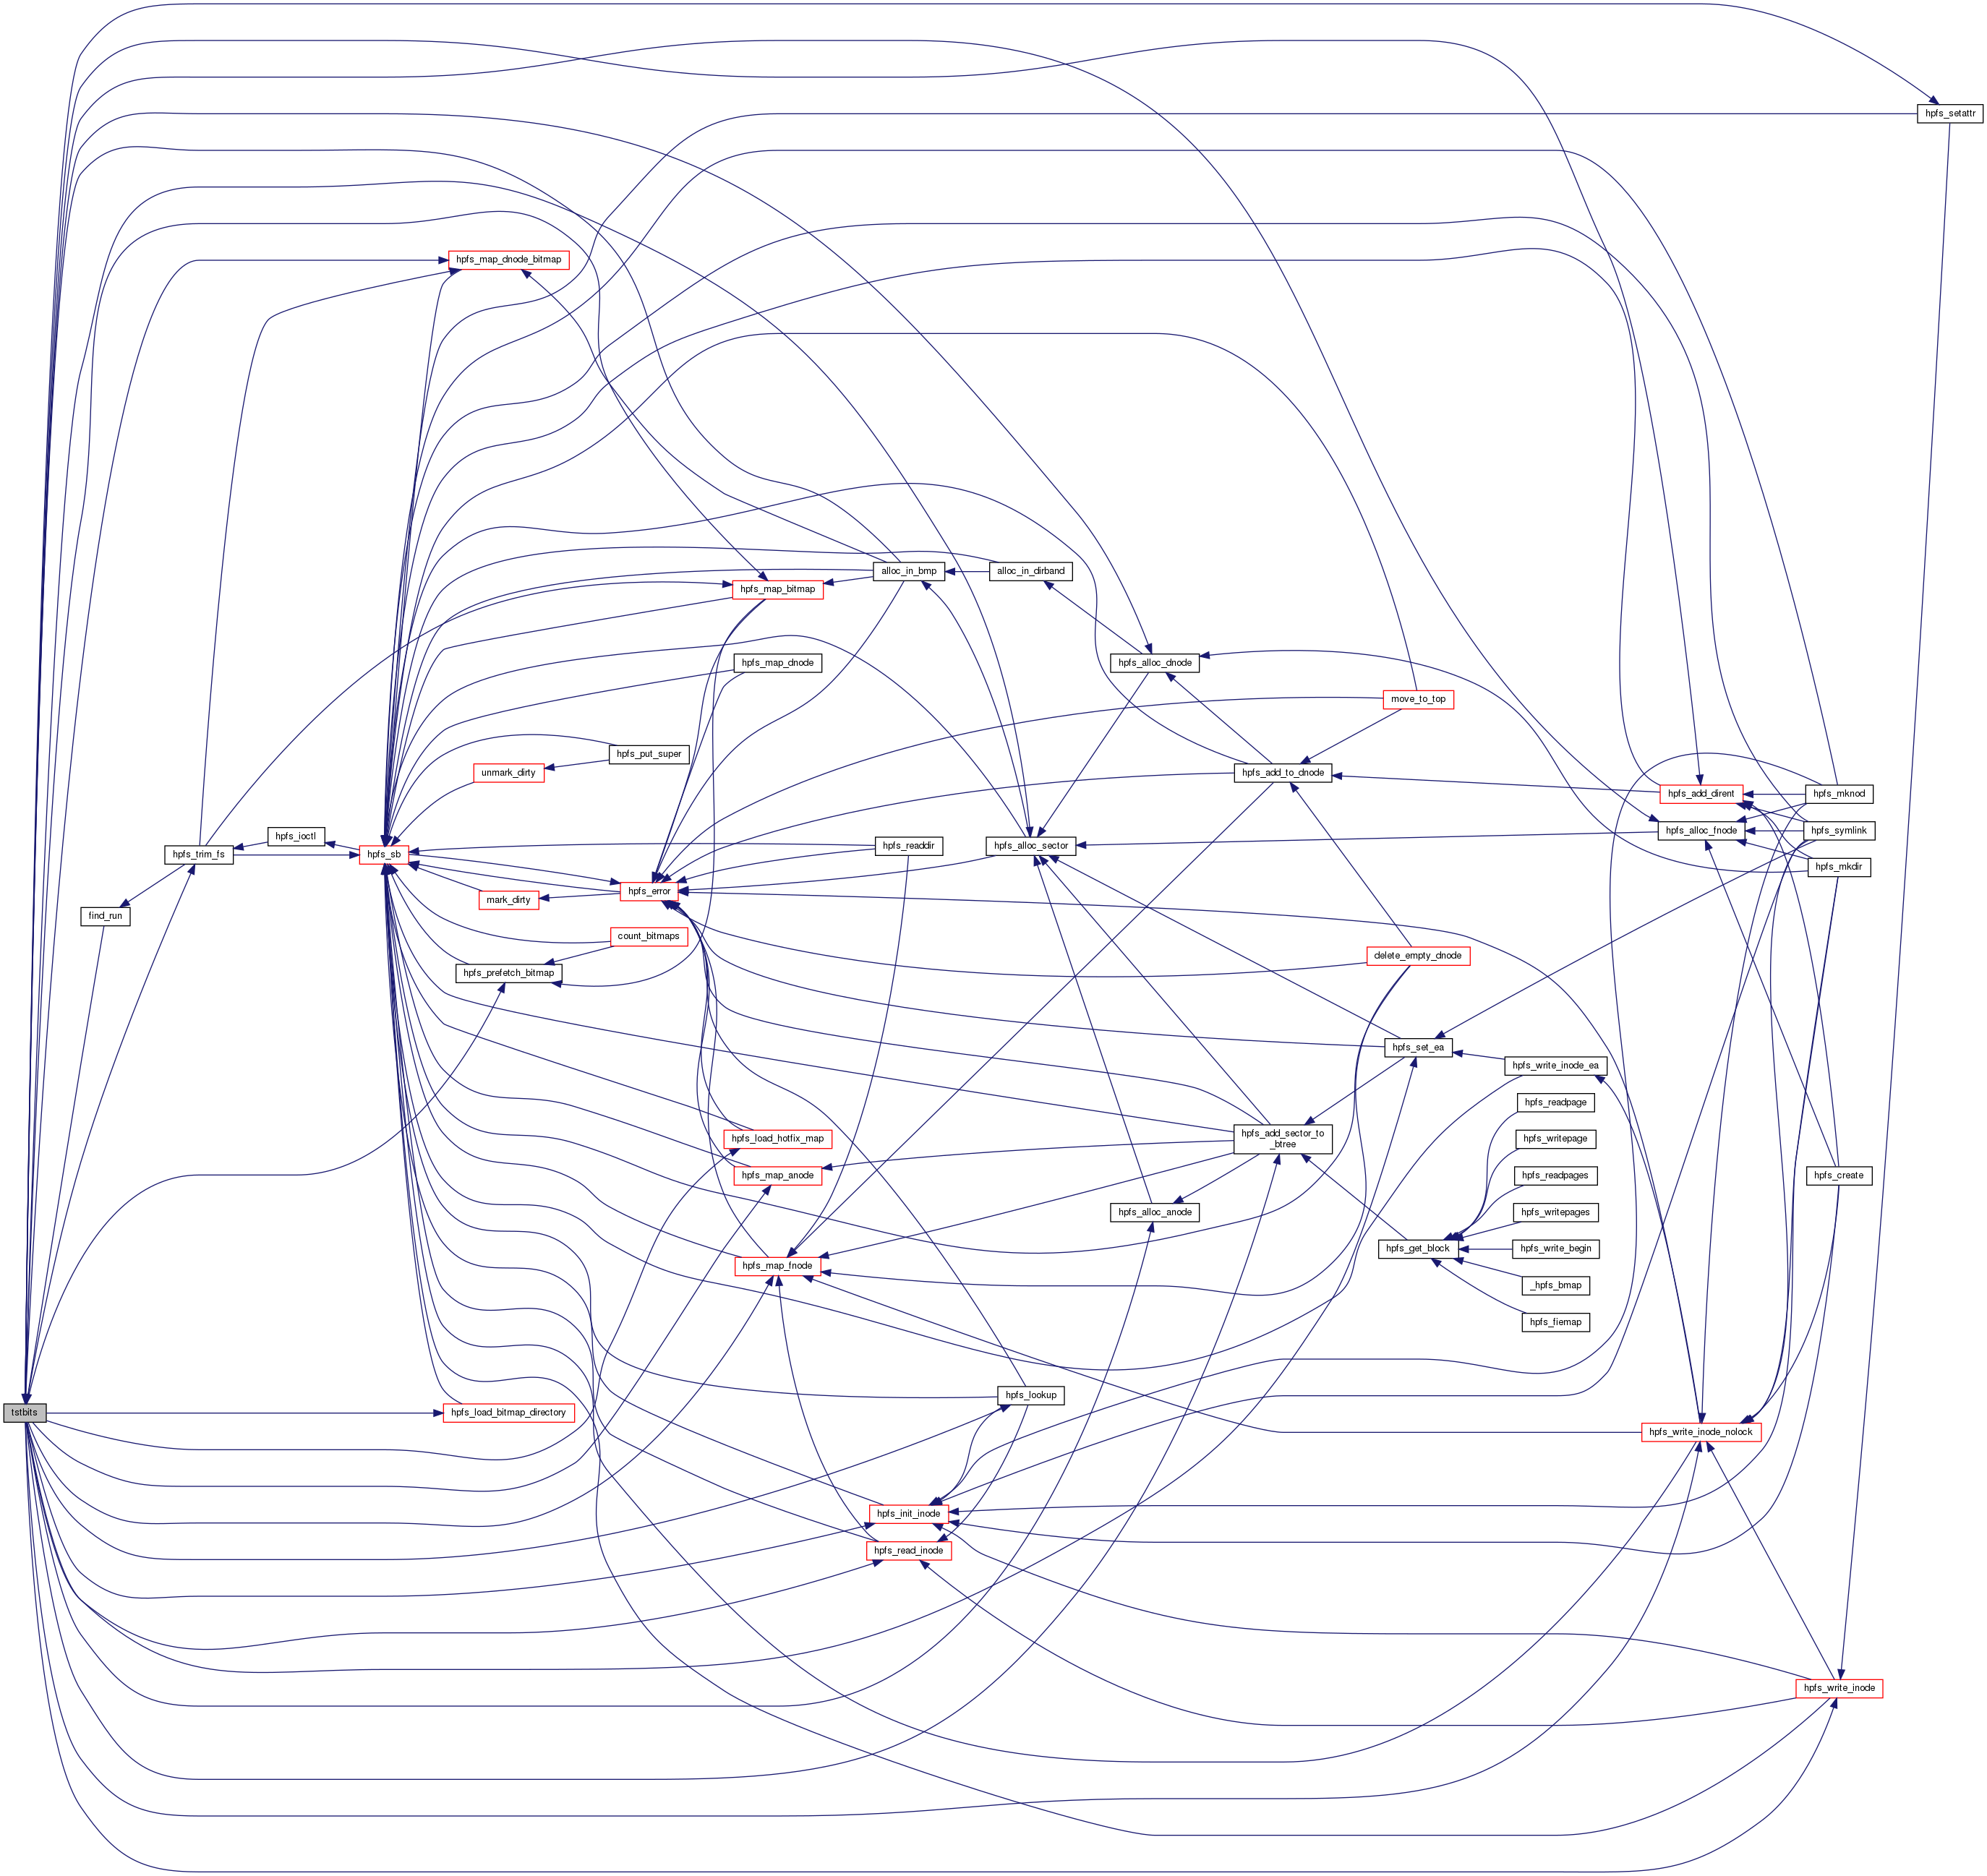 hpfs_setattr
hpfs_map_dnode_bitmap
alloc_in_bmp
alloc_in_dirband
hpfs_map_bitmap
hpfs_map_dnode
hpfs_alloc_dnode
move_to_top
hpfs_put_super
unmark_dirty
hpfs_add_to_dnode
hpfs_add_dirent
hpfs_mknod
hpfs_ioctl
hpfs_alloc_fnode
hpfs_symlink
hpfs_trim_fs
hpfs_sb
hpfs_readdir
hpfs_alloc_sector
hpfs_mkdir
hpfs_error
mark_dirty
find_run
count_bitmaps
delete_empty_dnode
hpfs_prefetch_bitmap
hpfs_set_ea
hpfs_write_inode_ea
hpfs_readpage
hpfs_load_hotfix_map
hpfs_add_sector_to
_btree
hpfs_writepage
hpfs_map_anode
hpfs_readpages
hpfs_create
hpfs_alloc_anode
hpfs_writepages
hpfs_get_block
hpfs_write_begin
hpfs_map_fnode
_hpfs_bmap
hpfs_fiemap
hpfs_lookup
tstbits
hpfs_load_bitmap_directory
hpfs_write_inode_nolock
hpfs_init_inode
hpfs_read_inode
hpfs_write_inode